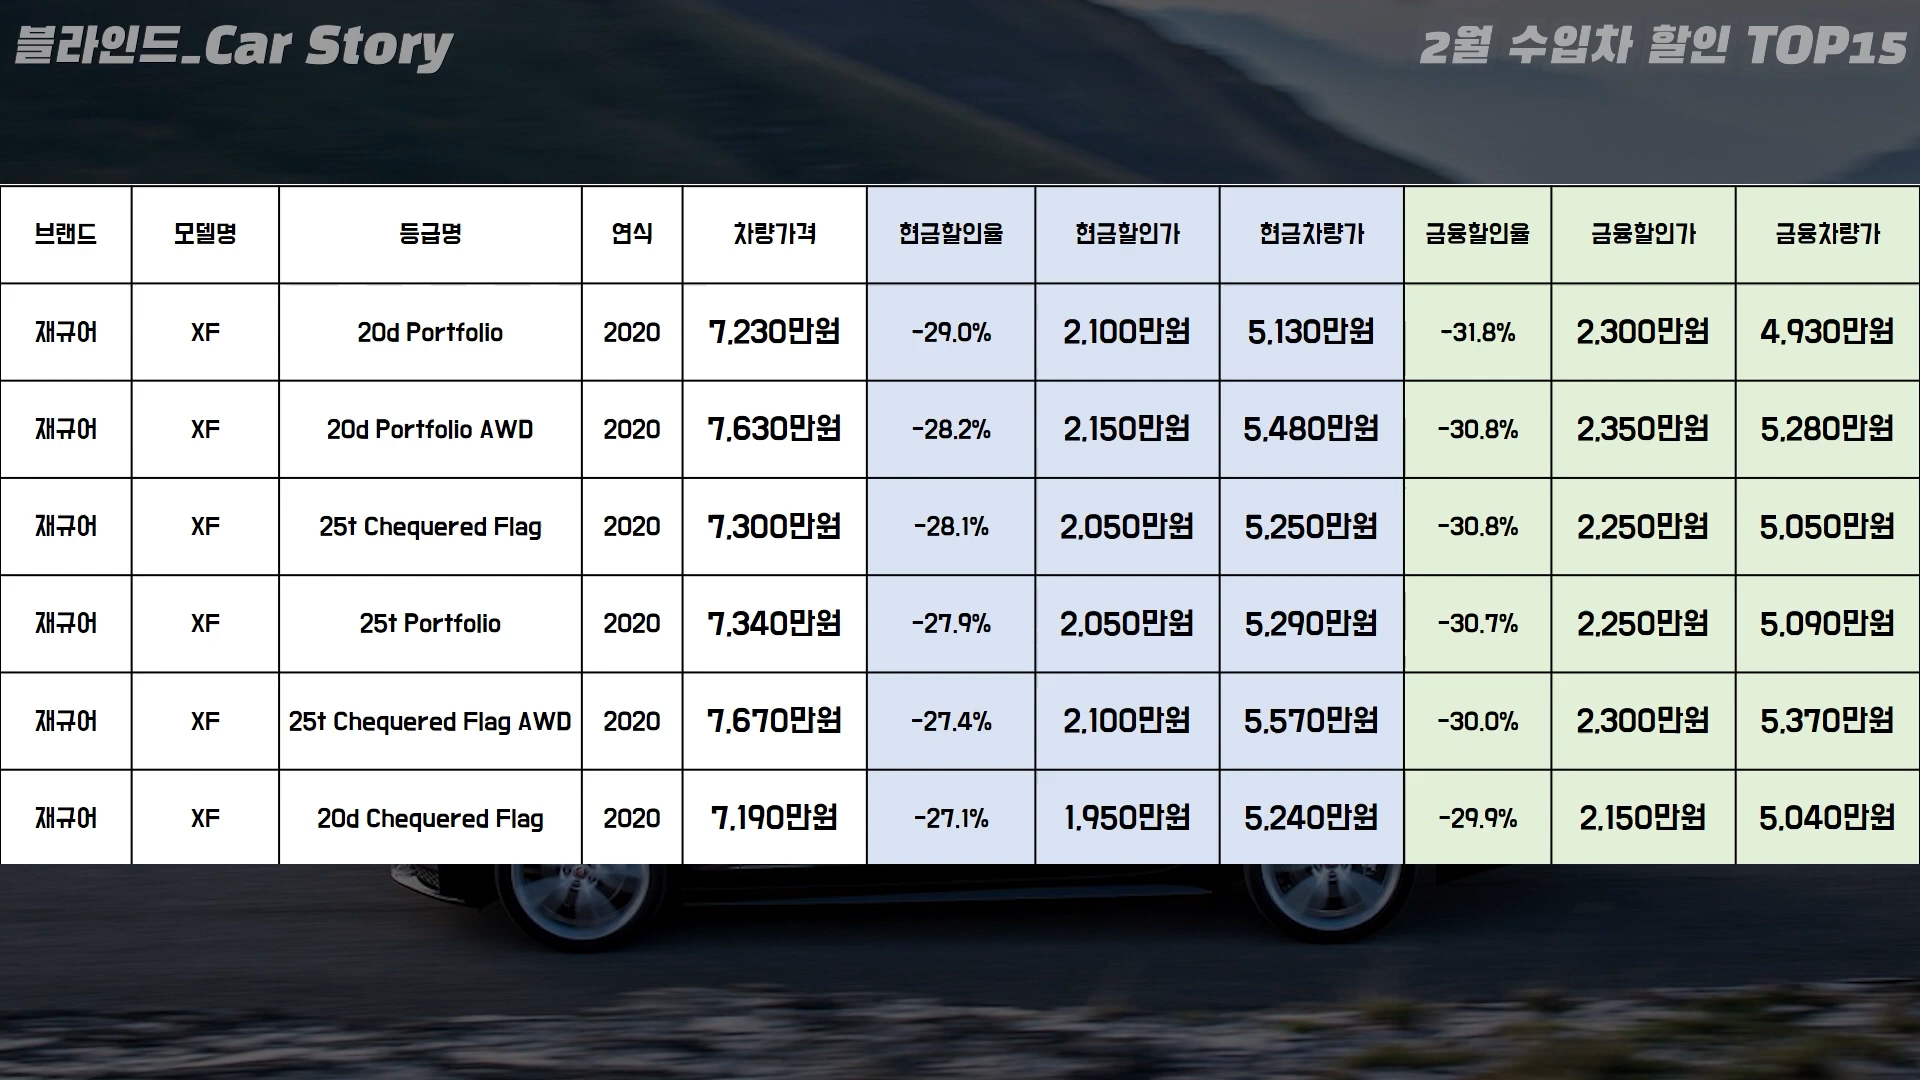 블라인드_Car Story
2월 수입차 할인 TOP15
브랜드 모델명 등급명 연식 차량가격 현금할인율 현금할인가 현금차량가 금융할인율 금융할인가 금융차량가
재규어 XF 20d Portfolio 2020 7,230만원 -29.0% 2,100만원 5,130만원 -31.8% 2,300만원 4,930만원
재규어 XF 20d Portfolio AWD 2020 7,630만원 -28.2% 2,150만원 5,480만원 -30.8% 2,350만원 5,280만원
재규어 XF 25t Chequered Flag 2020 7,300만원 -28.1% 2,050만원 5,250만원 -30.8% 2,250만원 5,050만원
재규어 XF 25t Portfolio 2020 7,340만원 -27.9% 2,050만원 5,290만원 -30.7% 2,250만원 5,090만원
재규어 XF 25t Chequered Flag AWD 2020 7,670만원 -27.4% 2,100만원 5,570만원 -30.0% 2,300만원 5,370만원
재규어 XF 20d Chequered Flag 2020 7,190만원 -27.1% 1,950만원 5,240만원 -29.9% 2,150만원 5,040만원